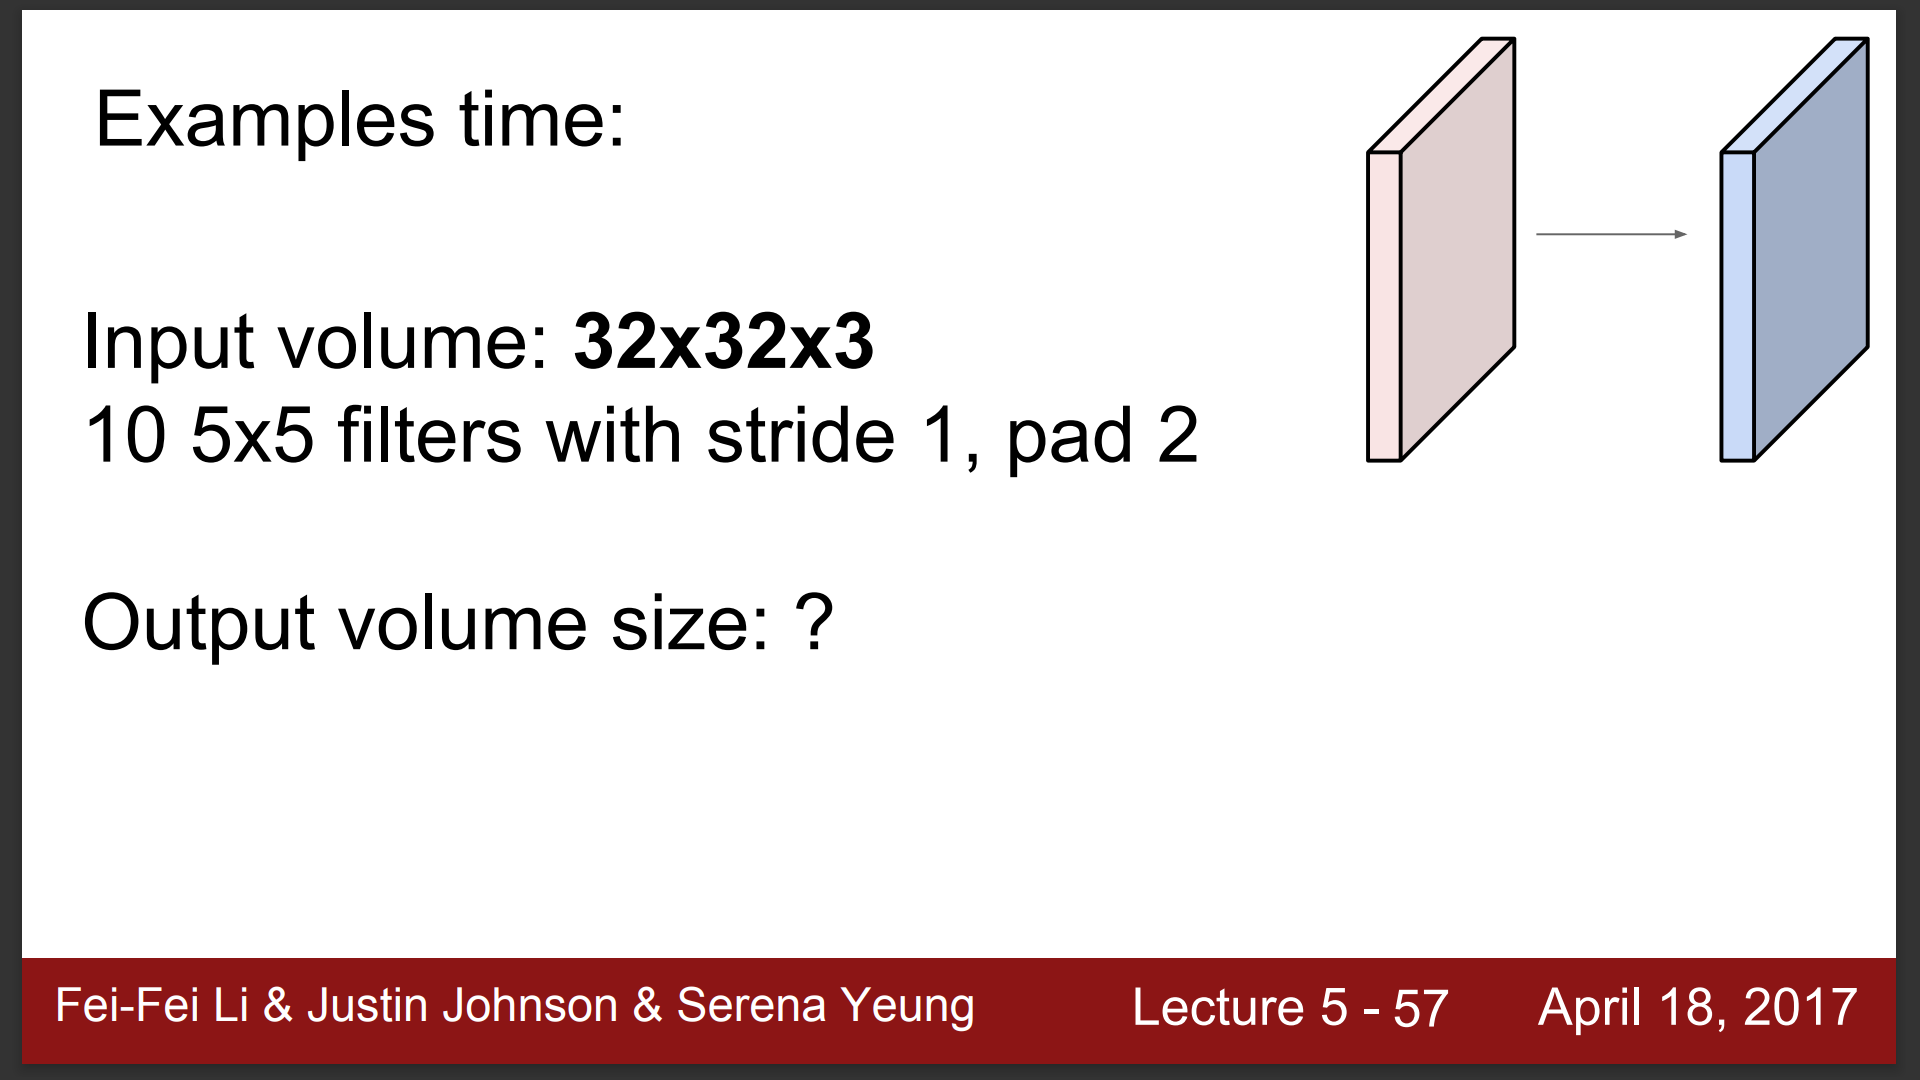 Examples time:
Input volume: 32x32x3
10 5x5 filters with stride 1, pad 2
Output volume size: ?
Fei-Fei Li & Justin Johnson & Serena Yeung
Lecture 5 - 57
April 18, 2017